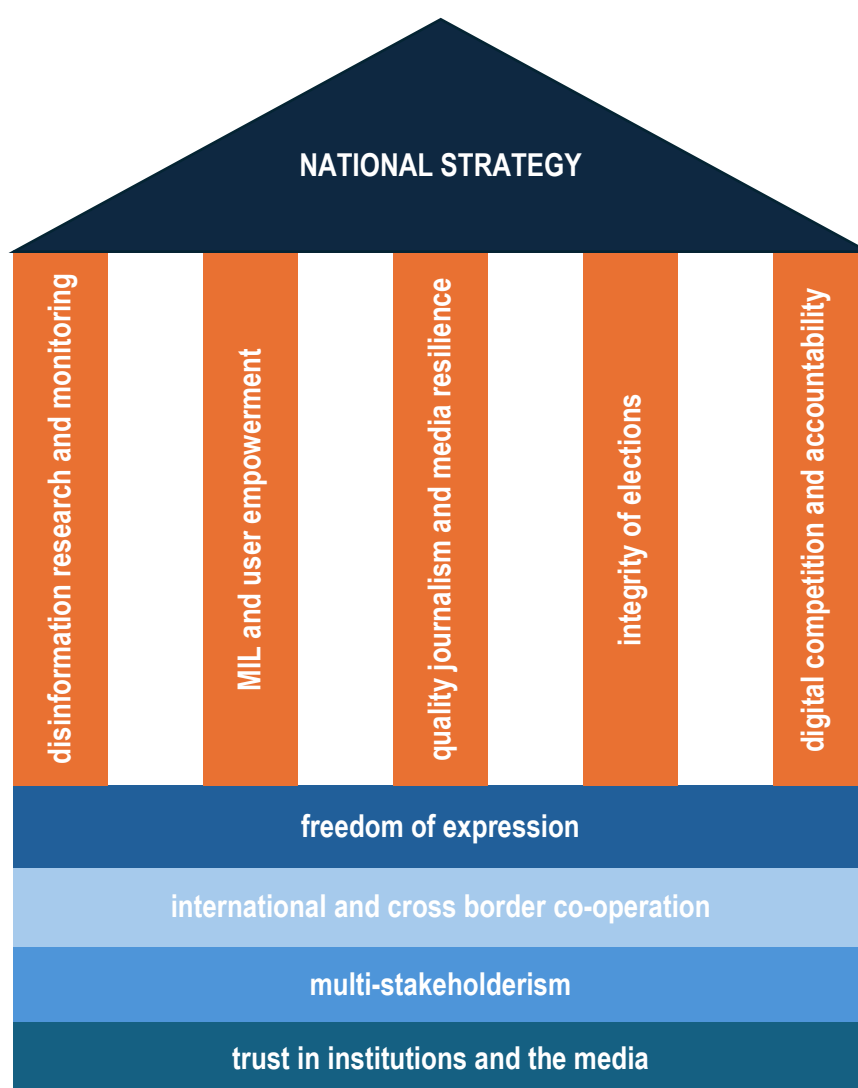 NATIONAL STRATEGY
disinformation research and monitoring
MIL and user empowerment
quality journalism and media resilience
integrity of elections
digital competition and accountability
freedom of expression
international and cross border co-operation
multi-stakeholderism
trust in institutions and the media